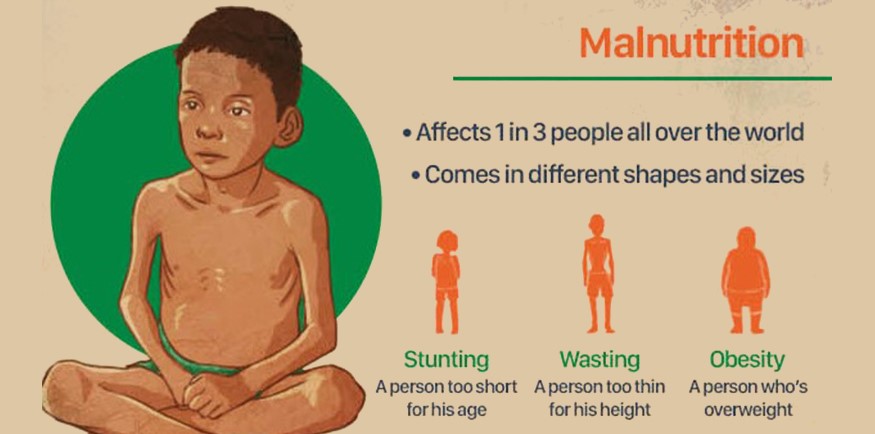 Malnutrition
• Affects 1 in 3 people all over the world
• Comes in different shapes and sizes
Stunting
A person too short
for his age
Wasting
A person too thin
for his height
Obesity
A person who's
overweight